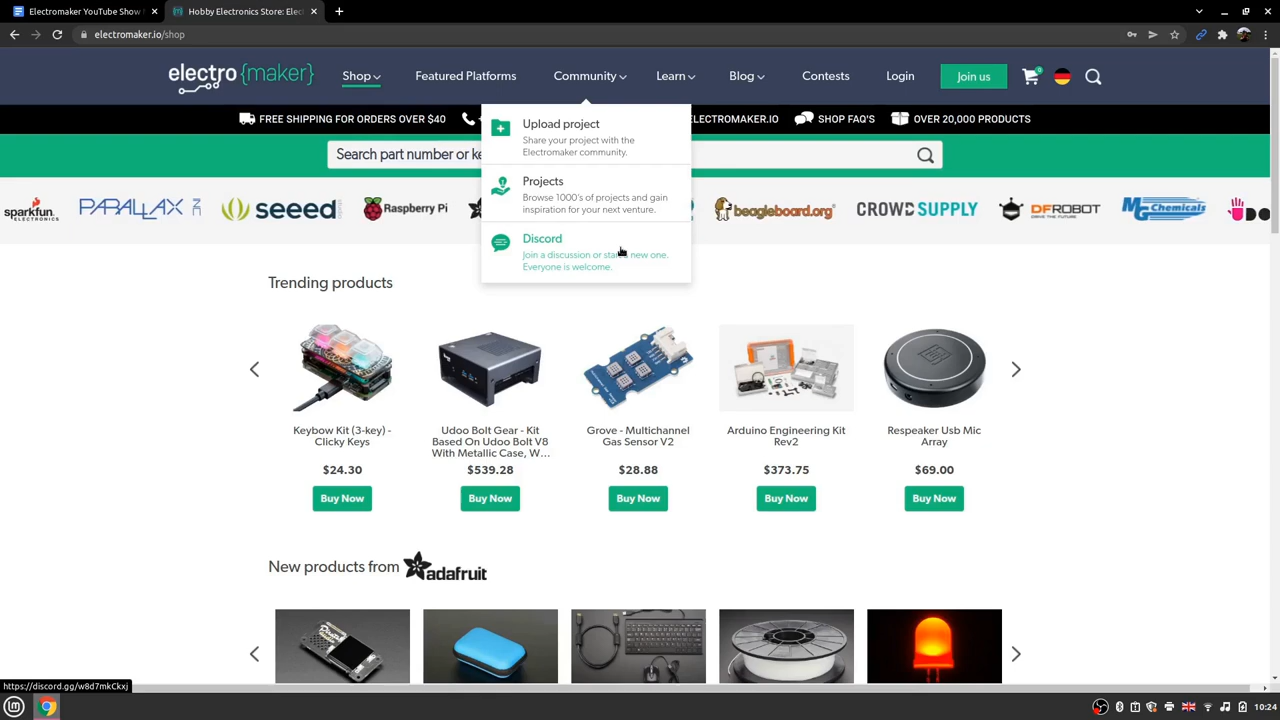 Electromaker YouTube Show
Hobby Electronics Store: Elec
electromaker.io/shop
electro{maker}
Shop
Featured Platforms
Community
Learn
Blog
Contests
Login
Join us
0
FREE SHIPPING FOR ORDERS OVER $40
ELECTROMAKER.IO
SHOP FAQ'S
OVER 20,000 PRODUCTS
Upload project
Share your project with the
Electromaker community.
Projects
Browse 1000's of projects and gain
inspiration for your next venture.
Discord
Join a discussion or start a new one.
Everyone is welcome.
Search part number or ke
sparkfun
ELECTRONICS
PARALLAX INC
seeed
Raspberry Pi
beagleboard.org
CROWD SUPPLY
DFROBOT
MG Chemicals
DO
Trending products
Keybow Kit (3-key) -
Clicky Keys
$24.30
Buy Now
Udoo Bolt Gear - Kit
Based On Udoo Bolt V8
With Metallic Case, W...
$539.28
Buy Now
Grove - Multichannel
Gas Sensor V2
$28.88
Buy Now
Arduino Engineering Kit
Rev2
$373.75
Buy Now
Respeaker Usb Mic
Array
$69.00
Buy Now
New products from adafruit
https://discord.gg/w8d7mkCkxj
10:24